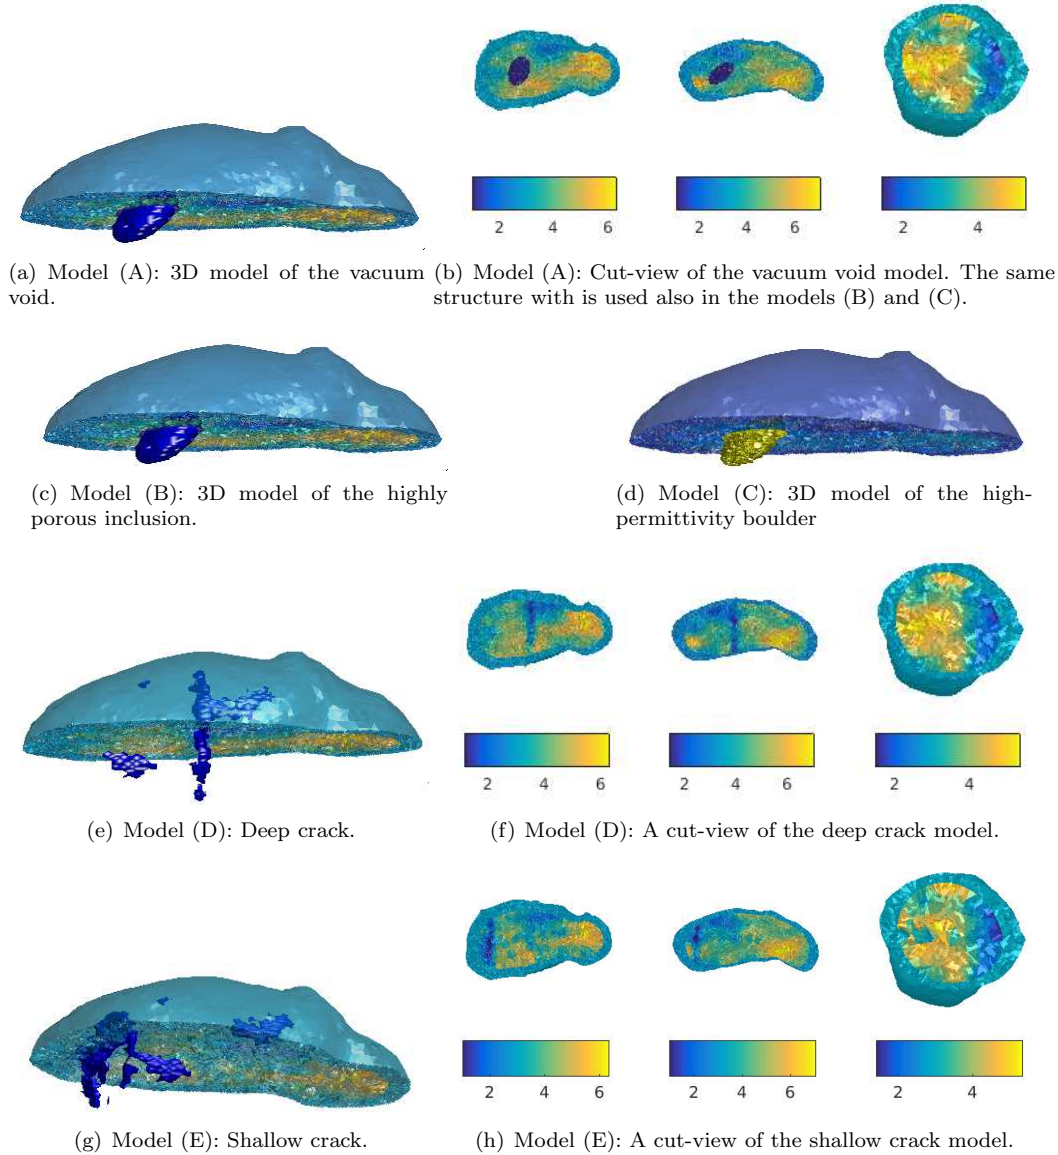 2 4 6 2 4 6 2 4
(a) Model (A): 3D model of the vacuum
void.
(b) Model (A): Cut-view of the vacuum void model. The same
structure with is used also in the models (B) and (C).
(c) Model (B): 3D model of the highly
porous inclusion.
(d) Model (C): 3D model of the high-
permittivity boulder
2 4 6 2 4 6 2 4
(e) Model (D): Deep crack.
(f) Model (D): A cut-view of the deep crack model.
2 4 6 2 4 6 2 4
(g) Model (E): Shallow crack.
(h) Model (E): A cut-view of the shallow crack model.